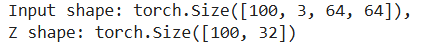 Input shape: torch.Size([100, 3, 64, 64]),
Z shape: torch.Size([100, 32])